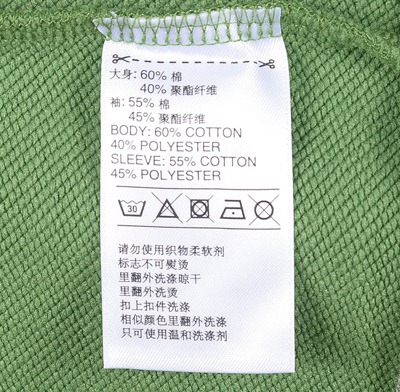 大身: 60% 棉
40% 聚酯纤维
袖: 55% 棉
45% 聚酯纤维
BODY: 60% COTTON
40% POLYESTER
SLEEVE: 55% COTTON
45% POLYESTER
30
请勿使用织物柔软剂
标志不可熨烫
里翻外洗涤晾干
里翻外洗烫
扣上扣件洗涤
相似颜色里翻外洗涤
只可使用温和洗涤剂